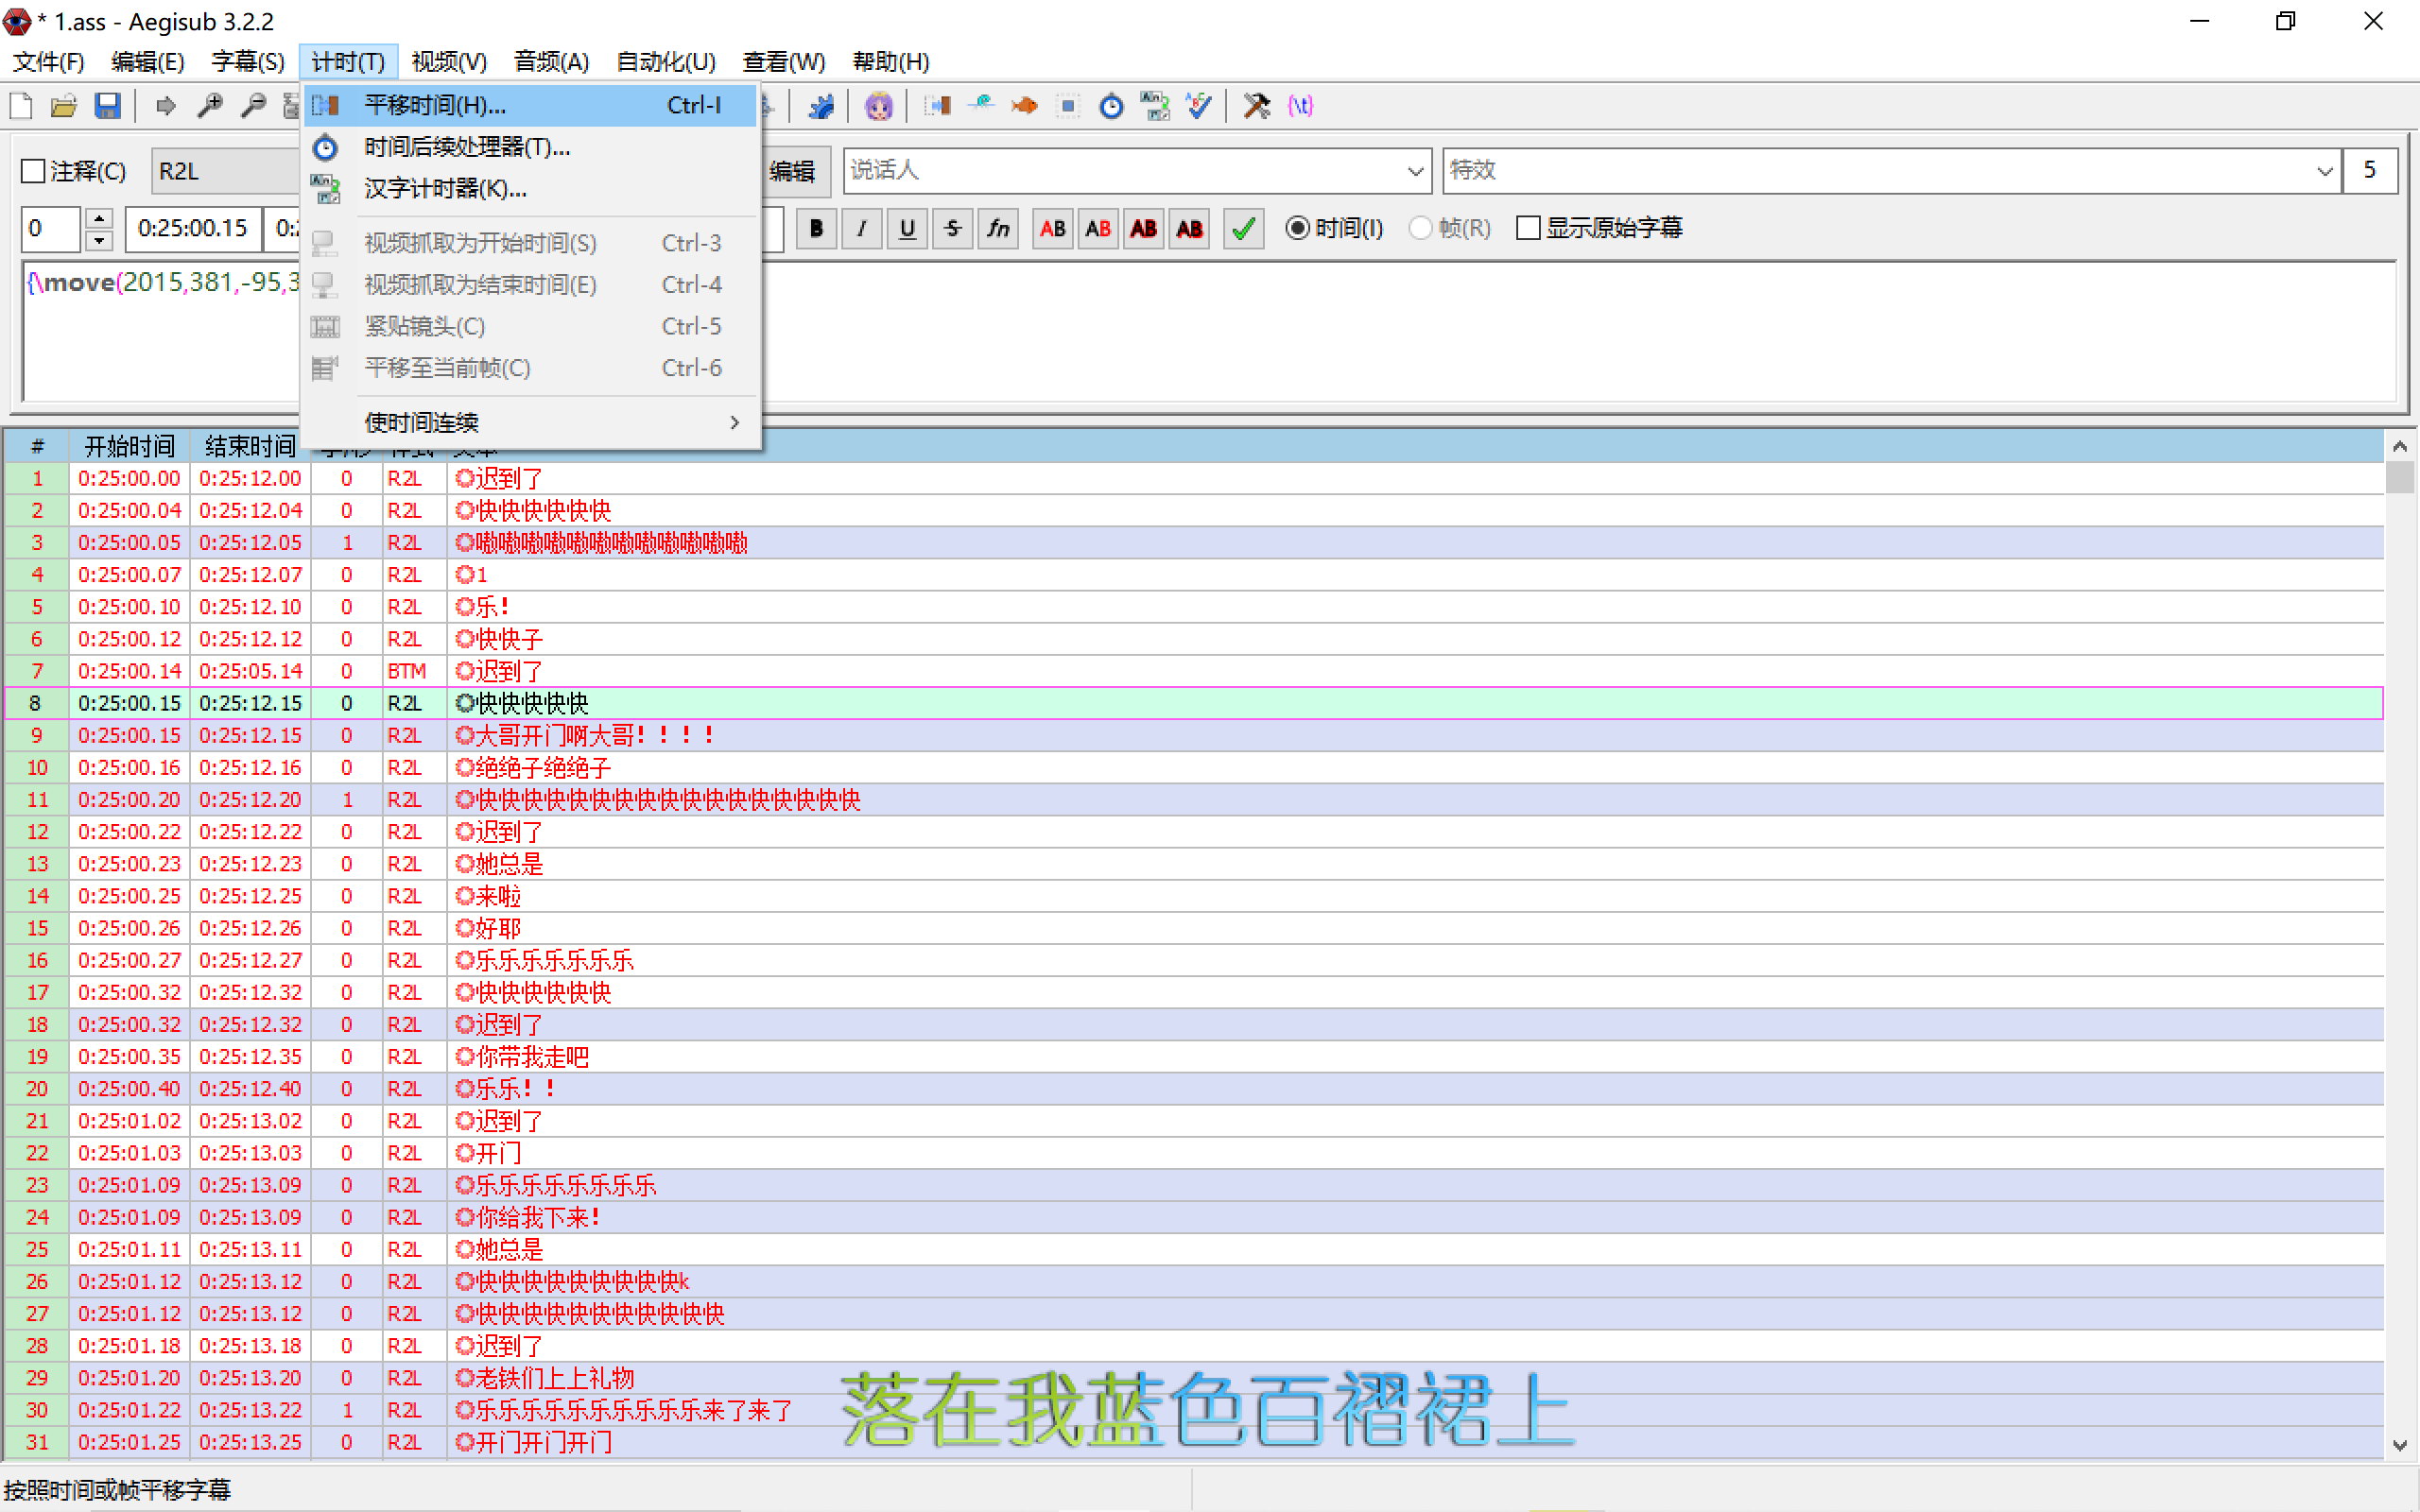 * 1.ass - Aegisub 3.2.2
文件(F) 编辑(E) 字幕(S) 计时(T) 视频(V) 音频(A) 自动化(U) 查看(W) 帮助(H)
平移时间(H)... Ctrl-I
时间后续处理器(T)...
汉字计时器(K)...
视频抓取为开始时间(S) Ctrl-3
视频抓取为结束时间(E) Ctrl-4
紧贴镜头(C) Ctrl-5
平移至当前帧(C) Ctrl-6
使时间连续
{\t}
注释(C) R2L 编辑 说话人 特效 5
0 0:25:00.15 B I U S fn AB AB AB AB 时间(I) 帧(R) 显示原始字幕
{\move(2015,381,-95,3
# 开始时间 结束时间
1 0:25:00.00 0:25:12.00 0 R2L 迟到了
2 0:25:00.04 0:25:12.04 0 R2L 快快快快快快
3 0:25:00.05 0:25:12.05 1 R2L 嗷嗷嗷嗷嗷嗷嗷嗷嗷嗷嗷嗷
4 0:25:00.07 0:25:12.07 0 R2L 1
5 0:25:00.10 0:25:12.10 0 R2L 乐！
6 0:25:00.12 0:25:12.12 0 R2L 快快子
7 0:25:00.14 0:25:05.14 0 BTM 迟到了
8 0:25:00.15 0:25:12.15 0 R2L 快快快快快
9 0:25:00.15 0:25:12.15 0 R2L 大哥开门啊大哥！！！！
10 0:25:00.16 0:25:12.16 0 R2L 绝绝子绝绝子
11 0:25:00.20 0:25:12.20 1 R2L 快快快快快快快快快快快快快快快快快
12 0:25:00.22 0:25:12.22 0 R2L 迟到了
13 0:25:00.23 0:25:12.23 0 R2L 她总是
14 0:25:00.25 0:25:12.25 0 R2L 来啦
15 0:25:00.26 0:25:12.26 0 R2L 好耶
16 0:25:00.27 0:25:12.27 0 R2L 乐乐乐乐乐乐乐
17 0:25:00.32 0:25:12.32 0 R2L 快快快快快快
18 0:25:00.32 0:25:12.32 0 R2L 迟到了
19 0:25:00.35 0:25:12.35 0 R2L 你带我走吧
20 0:25:00.40 0:25:12.40 0 R2L 乐乐！！
21 0:25:01.02 0:25:13.02 0 R2L 迟到了
22 0:25:01.03 0:25:13.03 0 R2L 开门
23 0:25:01.09 0:25:13.09 0 R2L 乐乐乐乐乐乐乐乐
24 0:25:01.09 0:25:13.09 0 R2L 你给我下来！
25 0:25:01.11 0:25:13.11 0 R2L 她总是
26 0:25:01.12 0:25:13.12 0 R2L 快快快快快快快快快k
27 0:25:01.12 0:25:13.12 0 R2L 快快快快快快快快快快快
28 0:25:01.18 0:25:13.18 0 R2L 迟到了
29 0:25:01.20 0:25:13.20 0 R2L 老铁们上上礼物
30 0:25:01.22 0:25:13.22 1 R2L 乐乐乐乐乐乐乐乐乐乐来了来了
31 0:25:01.25 0:25:13.25 0 R2L 开门开门开门
落在我蓝色百褶裙上
按照时间或帧平移字幕